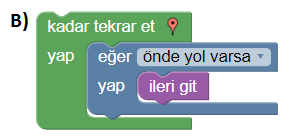 B)
kadar tekrar et
yap
eğer önde yol varsa
yap
ileri git